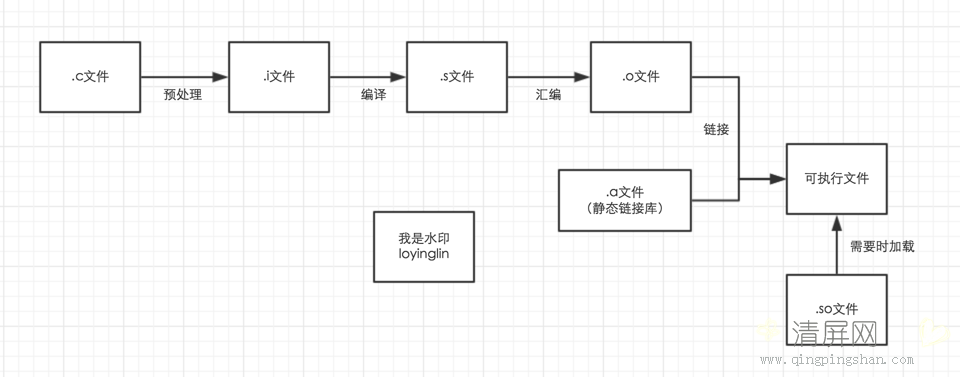 .c文件
预处理
.i文件
编译
.s文件
汇编
.o文件
链接
.a文件
（静态链接库）
可执行文件
我是水印
loyinglin
需要时加载
.so文件
清屏网
www.qingpingshan.com